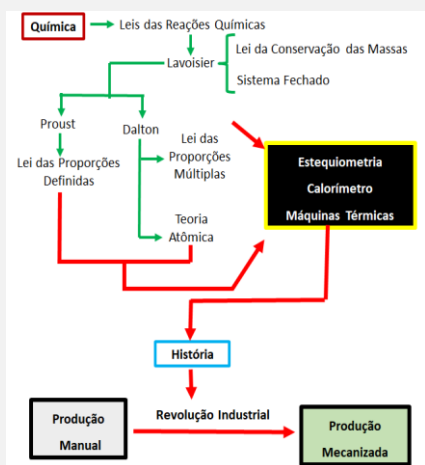 Química
Leis das Reações Químicas
Lavoisier
Lei da Conservação das Massas
Sistema Fechado
Proust
Lei das Proporções
Definidas
Dalton
Lei das
Proporções
Múltiplas
Teoria
Atômica
Estequiometria
Calorímetro
Máquinas Térmicas
História
Revolução Industrial
Produção
Manual
Produção
Mecanizada